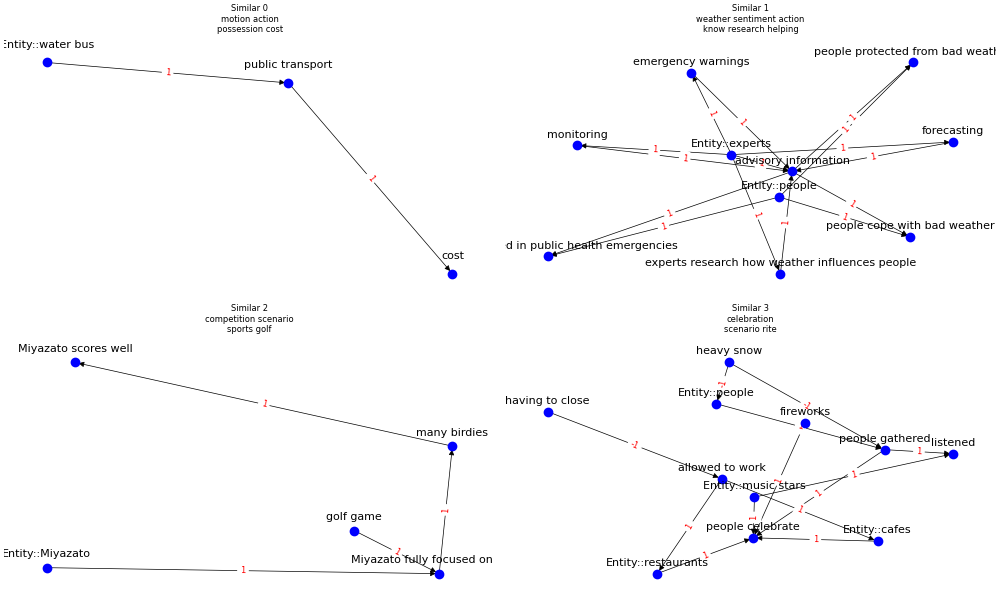 Similar 0
motion action
possession cost
Entity::water bus
public transport
1
1
cost
Similar 1
weather sentiment action
know research helping
people protected from bad weath
emergency warnings
1
1
1
1
forecasting
monitoring
Entity::experts
1
1
1
1
advisory information
Entity::people
1
1
1
1
1
1
people cope with bad weather
d in public health emergencies
experts research how weather influences people
Similar 2
competition scenario
sports golf
Miyazato scores well
1
many birdies
1
golf game
1
Miyazato fully focused on
Entity::Miyazato
1
Similar 3
celebration
scenario rite
heavy snow
-1
Entity::people
-1
having to close
fireworks
people gathered
listened
1
-1
allowed to work
1
Entity::music stars
1
1
1
1
1
people celebrate
Entity::cafes
1
1
Entity::restaurants